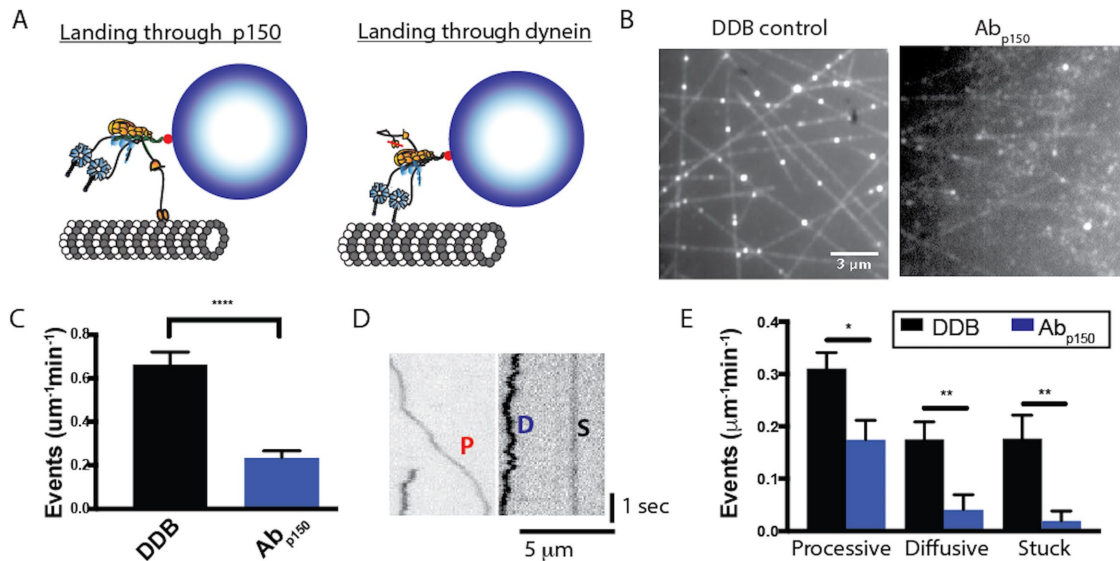 A
Landing through p150
Landing through dynein
B
DDB control
Ab p150
3 µm
C
****
Events (um-1min-1)
0.8
0.6
0.4
0.2
0.0
DDB
Ab p150
D
P
D
S
1 sec
5 µm
E
DDB
Ab p150
Events (µm-1min-1)
0.4
0.3
0.2
0.1
0.0
*
**
**
Processive
Diffusive
Stuck